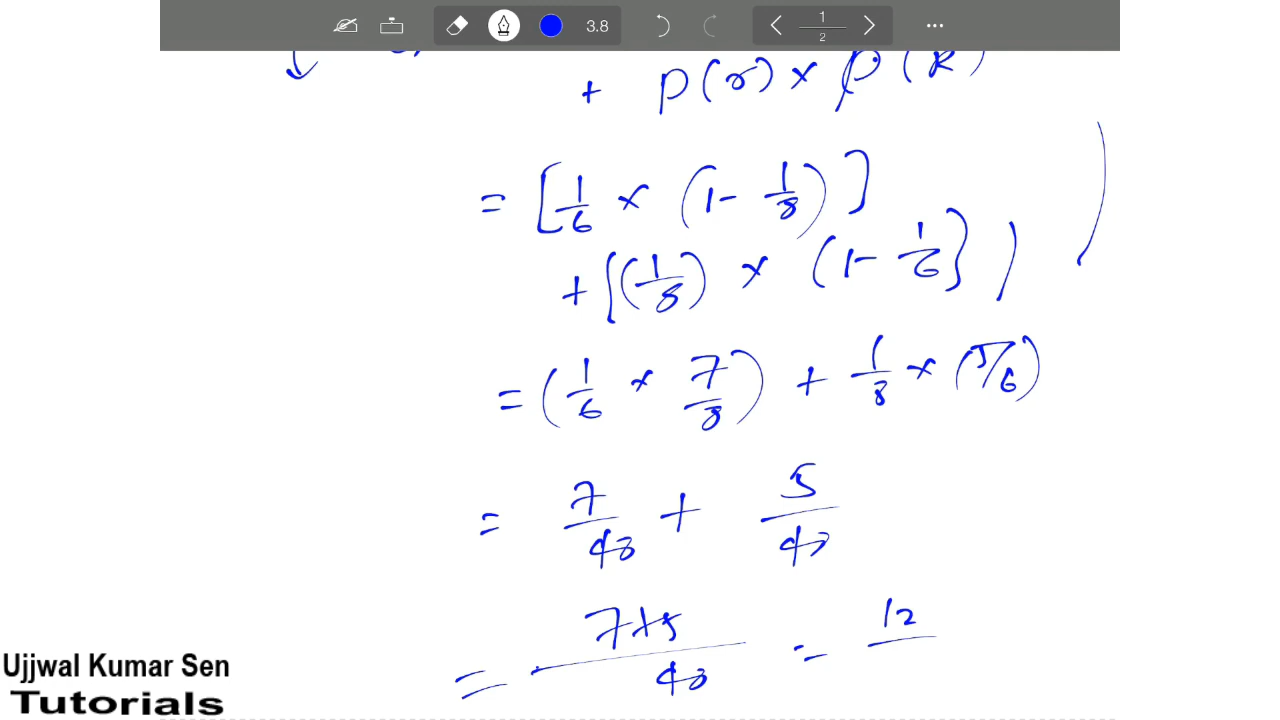 3.8
1
2
+ P(r) × P(R)
= [1/6 × (1 - 1/8)]
+ {(1/8) × (1 - 1/6}
= (1/6 × 7/8) + 1/8 × (5/6)
= 7/48 + 5/48
= 7+5/48 = 12
Ujjwal Kumar Sen
Tutorials